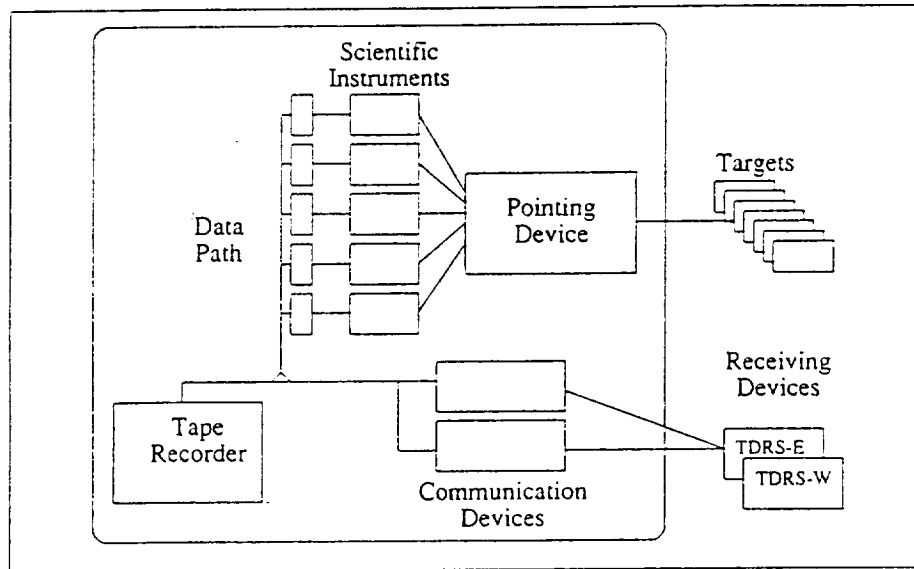 Scientific
Instruments
Data
Path
Pointing
Device
Targets
Tape
Recorder
Communication
Devices
Receiving
Devices
TDRS-E
TDRS-W